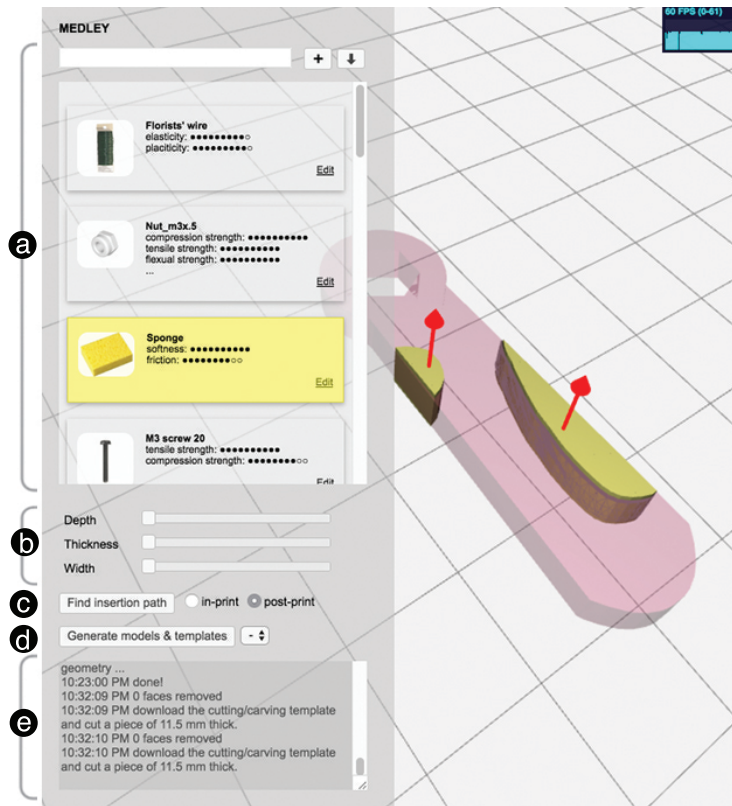 60 FPS (0-61)
MEDLEY
+
a
Florists' wire
elasticity: ●●●●●●●●●○
placiticity: ●●●●●●●●●○
Edit
Nut_m3x.5
compression strength: ●●●●●●●●●●
tensile strength: ●●●●●●●●●●
flexual strength: ●●●●●●●●●●
...
Edit
Sponge
softness: ●●●●●●●●●●
friction: ●●●●●●●●○○
Edit
M3 screw 20
tensile strength: ●●●●●●●●●●
compression strength: ●●●●●●●●○○
Edit
b
Depth
Thickness
Width
c
Find insertion path in-print post-print
d
Generate models & templates -
e
geometry ...
10:23:00 PM done!
10:32:09 PM 0 faces removed
10:32:09 PM download the cutting/carving template
and cut a piece of 11.5 mm thick.
10:32:10 PM 0 faces removed
10:32:10 PM download the cutting/carving template
and cut a piece of 11.5 mm thick.